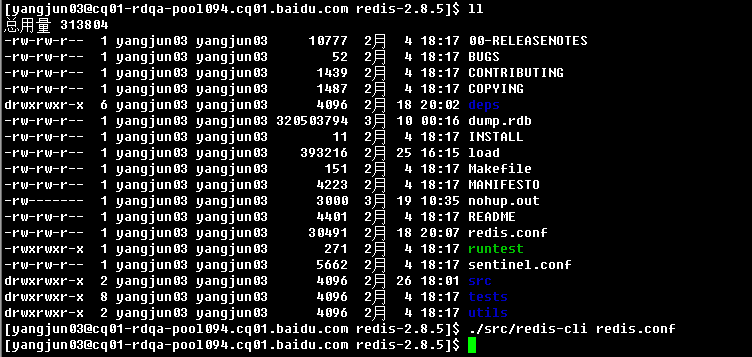 [yangjun03@cq01-rdqa-pool094.cq01.baidu.com redis-2.8.5]$ ll
总用量 313804
-rw-rw-r-- 1 yangjun03 yangjun03 10777 2月 4 18:17 00-RELEASENOTES
-rw-rw-r-- 1 yangjun03 yangjun03 52 2月 4 18:17 BUGS
-rw-rw-r-- 1 yangjun03 yangjun03 1439 2月 4 18:17 CONTRIBUTING
-rw-rw-r-- 1 yangjun03 yangjun03 1487 2月 4 18:17 COPYING
drwxrwxr-x 6 yangjun03 yangjun03 4096 2月 18 20:02 deps
-rw-rw-r-- 1 yangjun03 yangjun03 320503794 3月 10 00:16 dump.rdb
-rw-rw-r-- 1 yangjun03 yangjun03 11 2月 4 18:17 INSTALL
-rw-rw-r-- 1 yangjun03 yangjun03 393216 2月 25 16:15 load
-rw-rw-r-- 1 yangjun03 yangjun03 151 2月 4 18:17 Makefile
-rw-rw-r-- 1 yangjun03 yangjun03 4223 2月 4 18:17 MANIFESTO
-rw------- 1 yangjun03 yangjun03 3000 3月 19 10:35 nohup.out
-rw-rw-r-- 1 yangjun03 yangjun03 4401 2月 4 18:17 README
-rw-rw-r-- 1 yangjun03 yangjun03 30491 2月 18 20:07 redis.conf
-rwxrwxr-x 1 yangjun03 yangjun03 271 2月 4 18:17 runtest
-rw-rw-r-- 1 yangjun03 yangjun03 5662 2月 4 18:17 sentinel.conf
drwxrwxr-x 2 yangjun03 yangjun03 4096 2月 26 18:01 src
drwxrwxr-x 8 yangjun03 yangjun03 4096 2月 4 18:17 tests
drwxrwxr-x 2 yangjun03 yangjun03 4096 2月 4 18:17 utils
[yangjun03@cq01-rdqa-pool094.cq01.baidu.com redis-2.8.5]$ ./src/redis-cli redis.conf
[yangjun03@cq01-rdqa-pool094.cq01.baidu.com redis-2.8.5]$